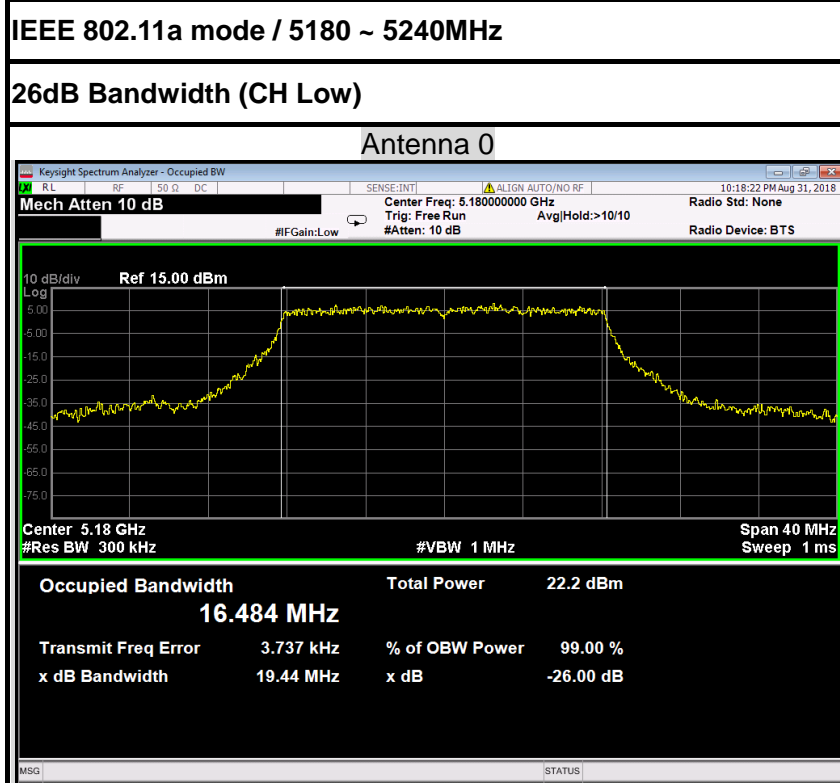 IEEE 802.11a mode / 5180 ~ 5240MHz
26dB Bandwidth (CH Low)
Antenna 0
Keysight Spectrum Analyzer - Occupied BW
LXI RL RF 50 Ω DC SENSE:INT ALIGN AUTO/NO RF 10:18:22 PM Aug 31, 2018
Mech Atten 10 dB Center Freq: 5.180000000 GHz Radio Std: None
Trig: Free Run Avg|Hold:>10/10
#IFGain:Low #Atten: 10 dB Radio Device: BTS
10 dB/div Ref 15.00 dBm
Log
5.00
-5.00
-15.0
-25.0
-35.0
-45.0
-55.0
-65.0
-75.0
Center 5.18 GHz Span 40 MHz
#Res BW 300 kHz #VBW 1 MHz Sweep 1 ms
Occupied Bandwidth Total Power 22.2 dBm
16.484 MHz
Transmit Freq Error 3.737 kHz % of OBW Power 99.00 %
x dB Bandwidth 19.44 MHz x dB -26.00 dB
MSG STATUS